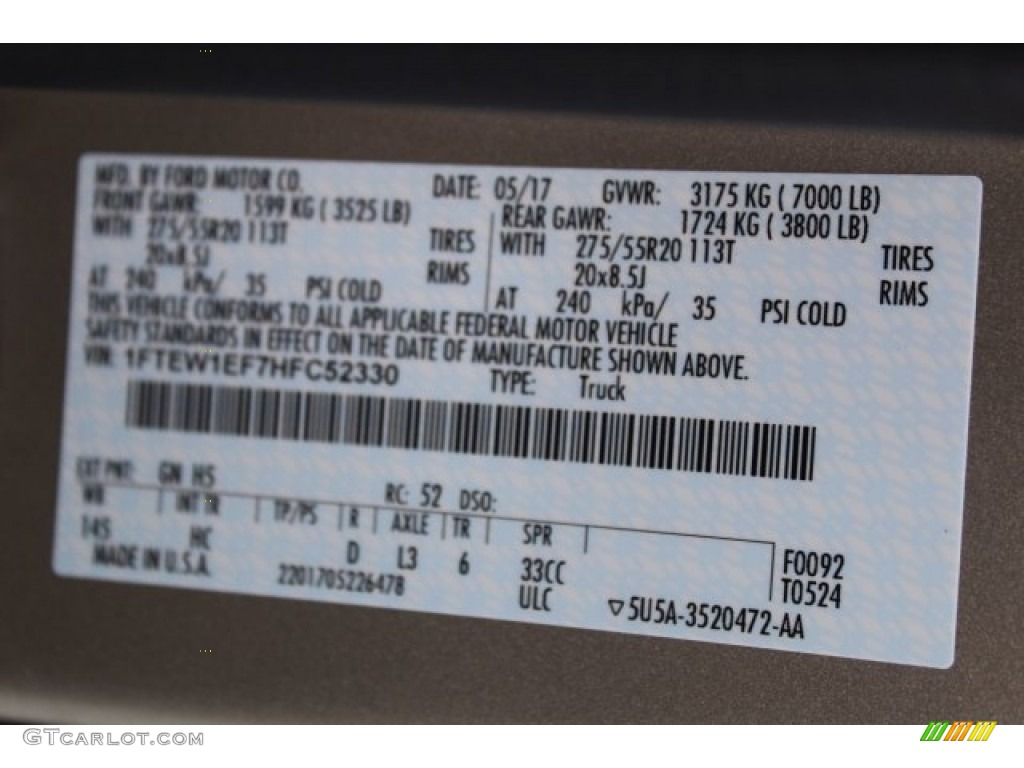 MFD. BY FORD MOTOR CO. DATE: 05/17 GVWR: 3175 KG ( 7000 LB)
FRONT GAWR: 1599 KG ( 3525 LB) REAR GAWR: 1724 KG ( 3800 LB)
WITH 275/55R20 113T TIRES WITH 275/55R20 113T TIRES
20x8.5J RIMS 20x8.5J RIMS
AT 240 kPa/ 35 PSI COLD AT 240 kPa/ 35 PSI COLD
THIS VEHICLE CONFORMS TO ALL APPLICABLE FEDERAL MOTOR VEHICLE
SAFETY STANDARDS IN EFFECT ON THE DATE OF MANUFACTURE SHOWN ABOVE.
VIN: 1FTEW1EF7HFC52330 TYPE: Truck
EXT PNT: GN H5 RC: 52 DSO:
WB INT TR TP/PS R AXLE TR SPR
145 HC D L3 6 33CC F0092
MADE IN U.S.A. 2201705226478 ULC T0524
▽5U5A-3520472-AA
GTCARLOT.COM